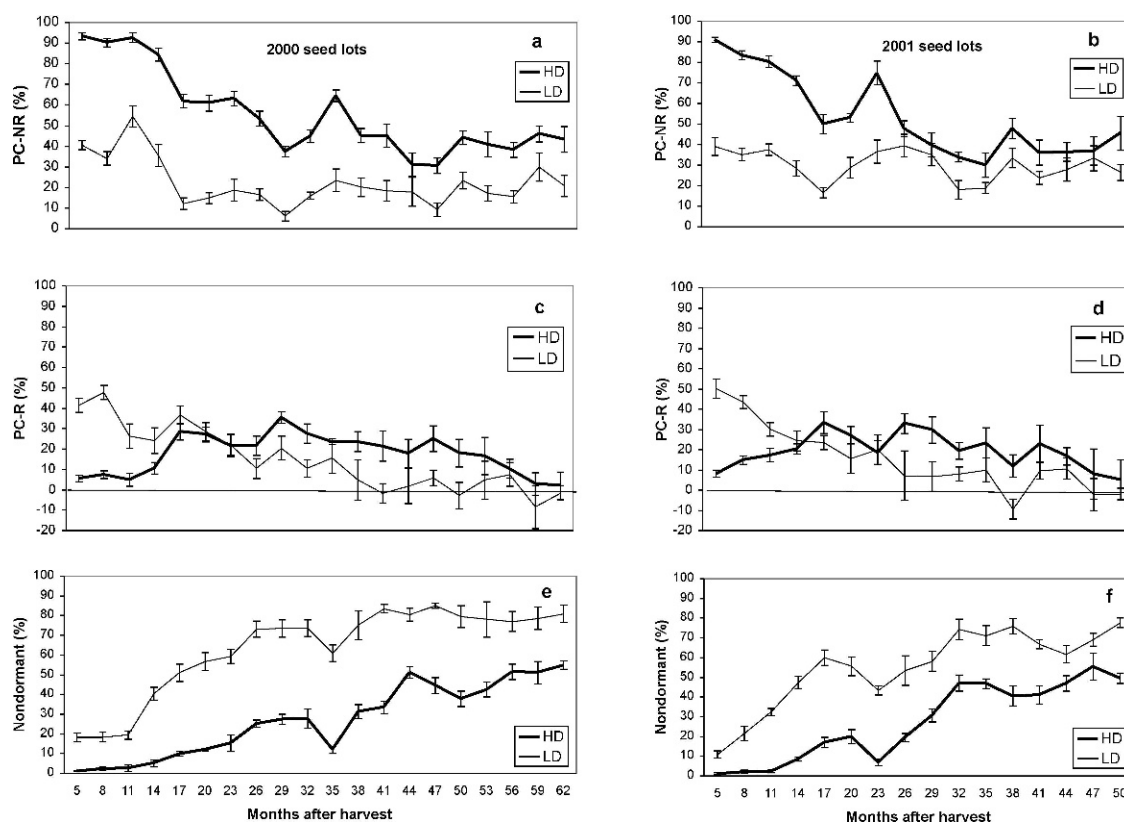 a
2000 seed lots
HD
LD
PC-NR (%)
100
90
80
70
60
50
40
30
20
10
0
b
2001 seed lots
HD
LD
PC-NR (%)
100
90
80
70
60
50
40
30
20
10
0
c
HD
LD
PC-R (%)
100
90
80
70
60
50
40
30
20
10
0
-10
-20
d
HD
LD
PC-R (%)
100
90
80
70
60
50
40
30
20
10
0
-10
-20
e
HD
LD
Nondormant (%)
100
90
80
70
60
50
40
30
20
10
0
5 8 11 14 17 20 23 26 29 32 35 38 41 44 47 50 53 56 59 62
Months after harvest
f
HD
LD
Nondormant (%)
100
90
80
70
60
50
40
30
20
10
0
5 8 11 14 17 20 23 26 29 32 35 38 41 44 47 50
Months after harvest